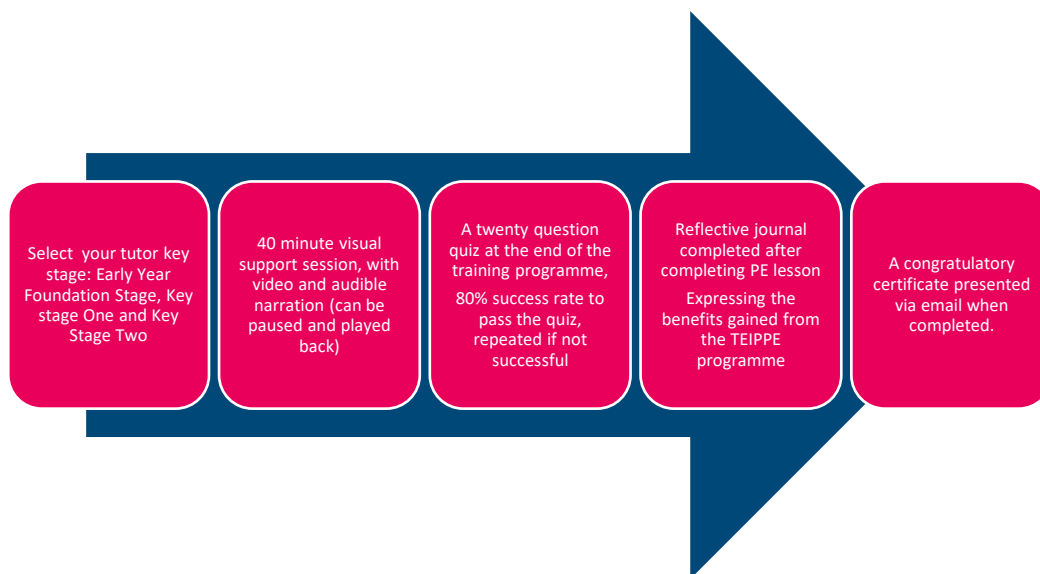 Select your tutor key
stage: Early Year
Foundation Stage, Key
stage One and Key
Stage Two
40 minute visual
support session, with
video and audible
narration (can be
paused and played
back)
A twenty question
quiz at the end of the
training programme,
80% success rate to
pass the quiz,
repeated if not
successful
Reflective journal
completed after
completing PE lesson
Expressing the
benefits gained from
the TEIPPE
programme
A congratulatory
certificate presented
via email when
completed.